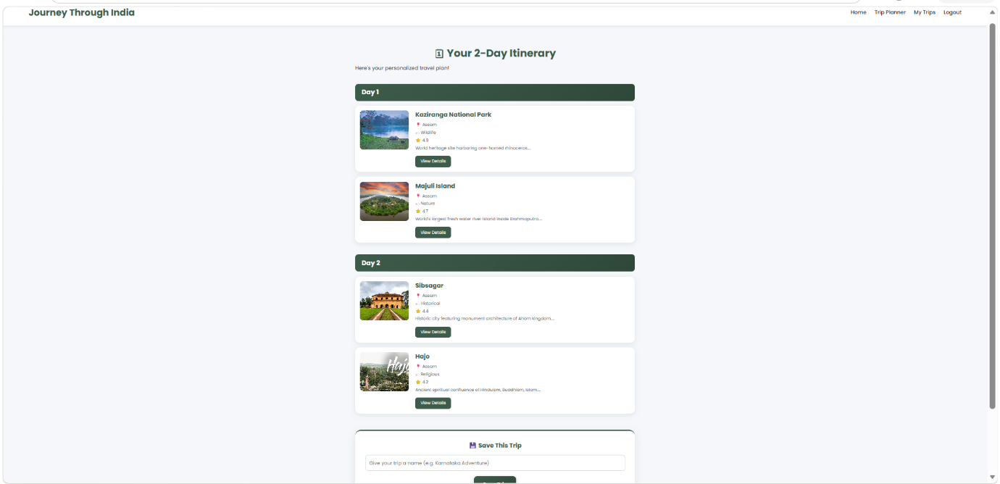 Journey Through India
Home Trip Planner My Trips Logout
Your 2-Day Itinerary
Here's your personalized travel plan!
Day 1
Kaziranga National Park
Assam
Wildlife
4.9
World heritage site harboring one-horned rhinoceros...
View Details
Majuli Island
Assam
Nature
4.7
World's largest fresh water river island inside Brahmaputra...
View Details
Day 2
Sibsagar
Assam
Historical
4.4
Historic city featuring monument architecture of Ahom kingdom...
View Details
Hajo
Hajo
Assam
Religious
4.2
Ancient spiritual confluence of Hinduism, Buddhism, Islam...
View Details
Save This Trip
Give your trip a name (e.g. Karnataka Adventure)